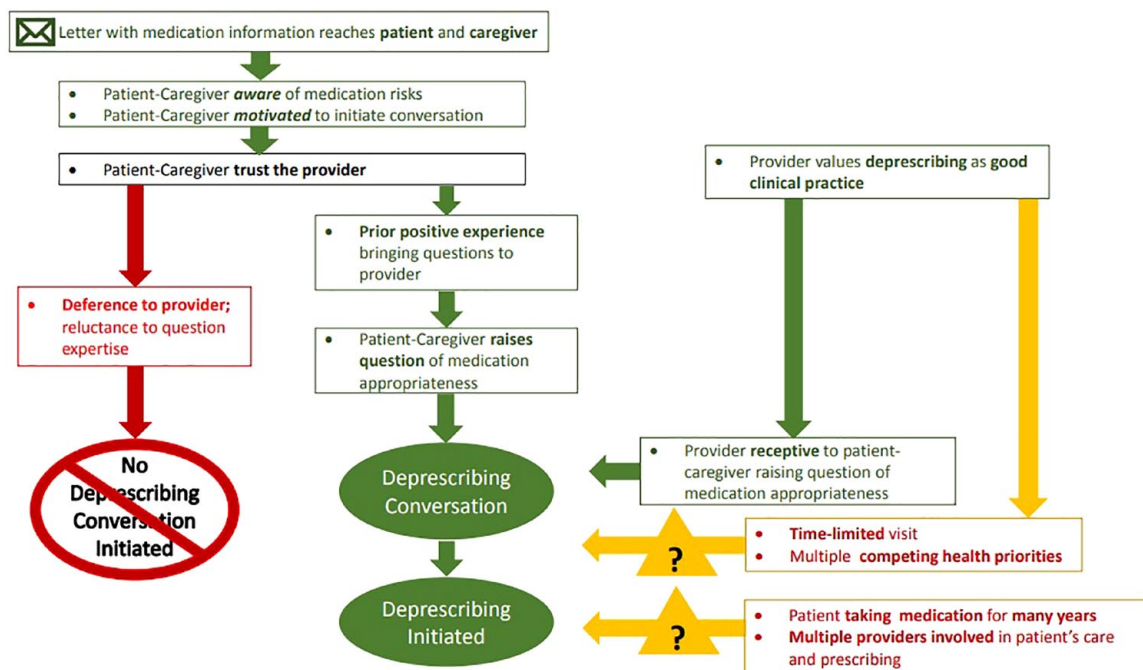 Letter with medication information reaches patient and caregiver
• Patient-Caregiver aware of medication risks
• Patient-Caregiver motivated to initiate conversation
• Patient-Caregiver trust the provider
• Provider values deprescribing as good
clinical practice
• Prior positive experience
bringing questions to
provider
• Deference to provider;
reluctance to question
expertise
• Patient-Caregiver raises
question of medication
appropriateness
No
Deprescribing
Conversation
Initiated
Deprescribing
Conversation
• Provider receptive to patient-
caregiver raising question of
medication appropriateness
?
• Time-limited visit
• Multiple competing health priorities
Deprescribing
Initiated
?
• Patient taking medication for many years
• Multiple providers involved in patient's care
and prescribing